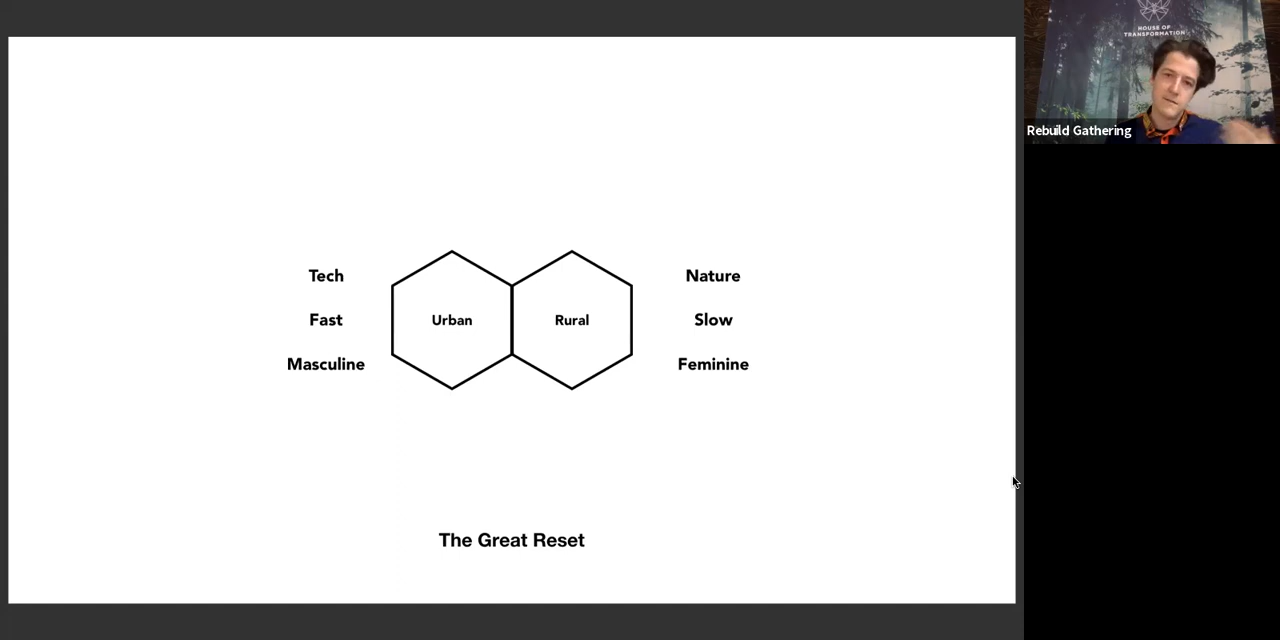 HOUSE OF
TRANSFORMATION
Rebuild Gathering
Tech
Nature
Fast
Urban
Rural
Slow
Masculine
Feminine
The Great Reset